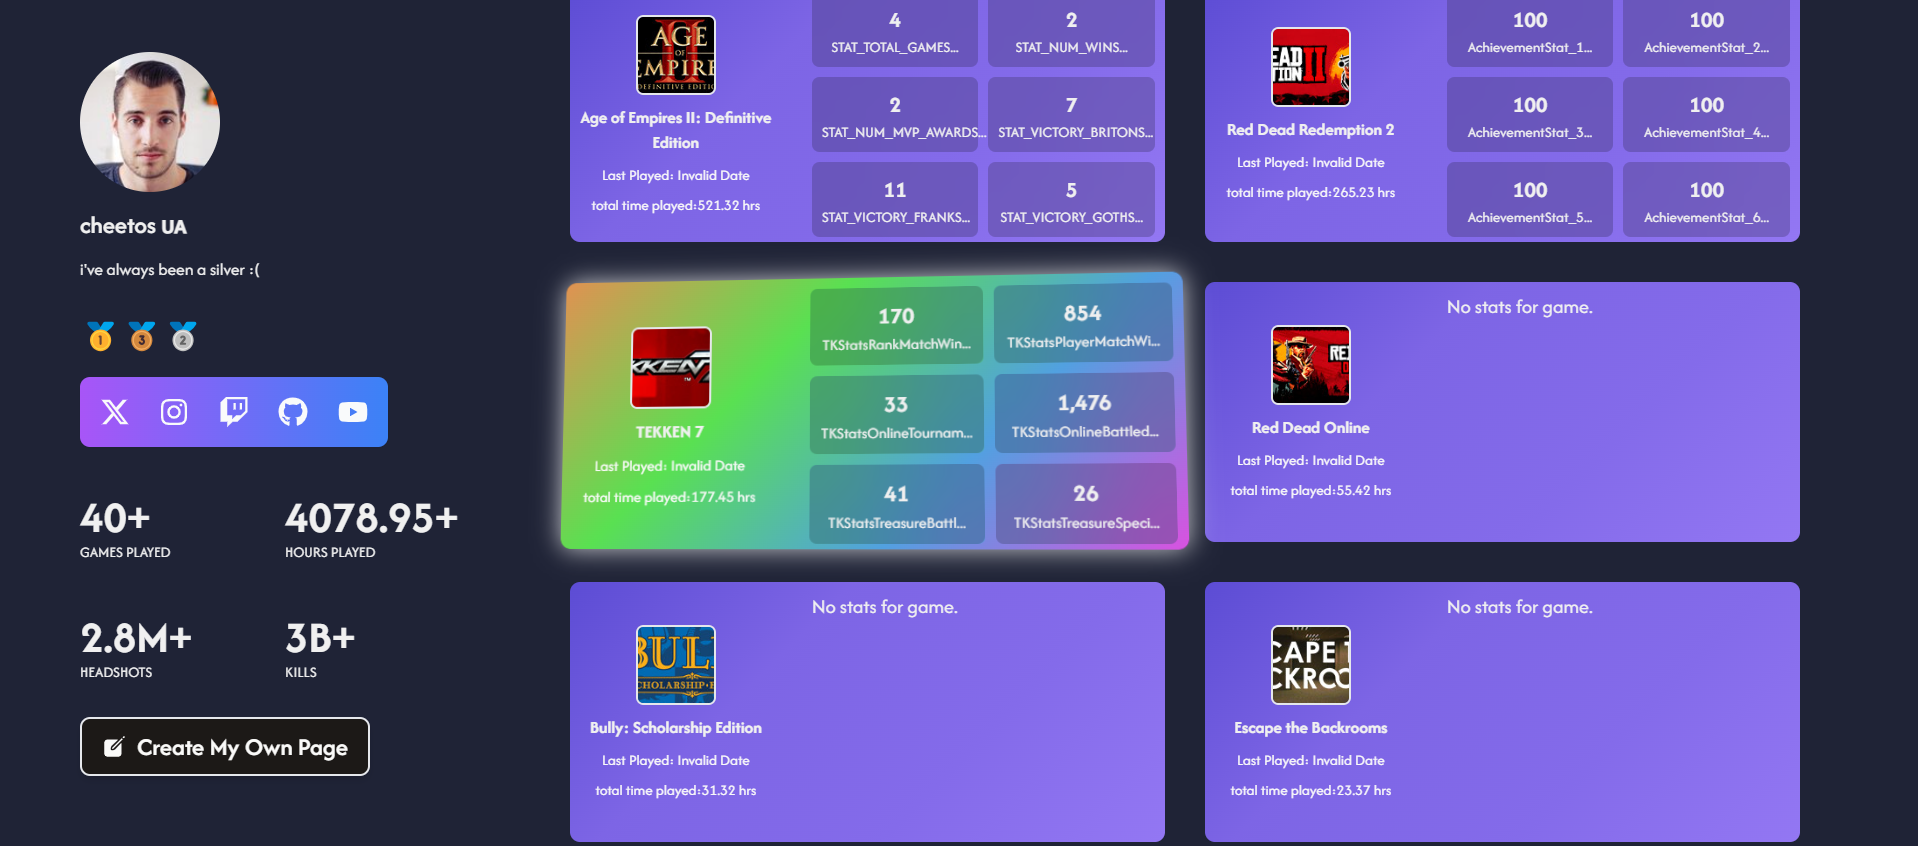 cheetos UA
i've always been a silver :(
1 3 2
40+
GAMES PLAYED
4078.95+
HOURS PLAYED
2.8M+
HEADSHOTS
3B+
KILLS
Create My Own Page
AGE
OF
EMPIRE
II
DEFINITIVE EDITIO
Age of Empires II: Definitive
Edition
Last Played: Invalid Date
total time played:521.32 hrs
4
STAT_TOTAL_GAMES...
2
STAT_NUM_WINS...
2
STAT_NUM_MVP_AWARDS...
7
STAT_VICTORY_BRITONS...
11
STAT_VICTORY_FRANKS...
5
STAT_VICTORY_GOTHS...
EAD
TION II
Red Dead Redemption 2
Last Played: Invalid Date
total time played:265.23 hrs
100
AchievementStat_1...
100
AchievementStat_2...
100
AchievementStat_3...
100
AchievementStat_4...
100
AchievementStat_5...
100
AchievementStat_6...
KKEN 7
TM
TEKKEN 7
Last Played: Invalid Date
total time played:177.45 hrs
170
TKStatsRankMatchWin...
854
TKStatsPlayerMatchWi...
33
TKStatsOnlineTournam...
1,476
TKStatsOnlineBattled...
41
TKStatsTreasureBattl...
26
TKStatsTreasureSpeci...
No stats for game.
RE
Red Dead Online
Last Played: Invalid Date
total time played:55.42 hrs
No stats for game.
BULL
CHOLARSHIP·E
Bully: Scholarship Edition
Last Played: Invalid Date
total time played:31.32 hrs
No stats for game.
CAPE T
CKROO
Escape the Backrooms
Last Played: Invalid Date
total time played:23.37 hrs